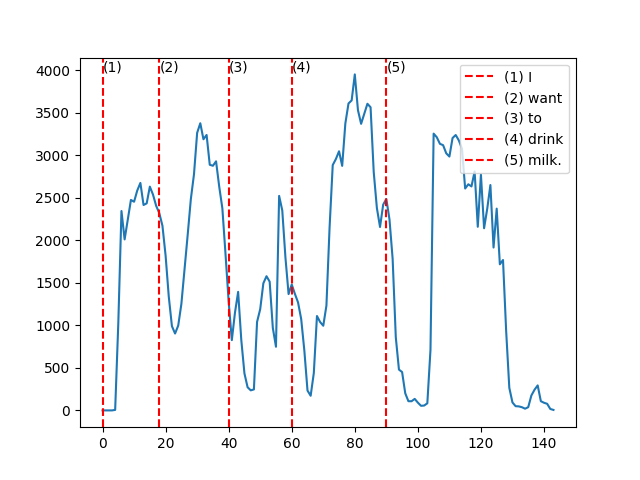 (1) (2) (3) (4) (5)
4000
3500
3000
2500
2000
1500
1000
500
0
0 20 40 60 80 100 120 140
(1) I
(2) want
(3) to
(4) drink
(5) milk.